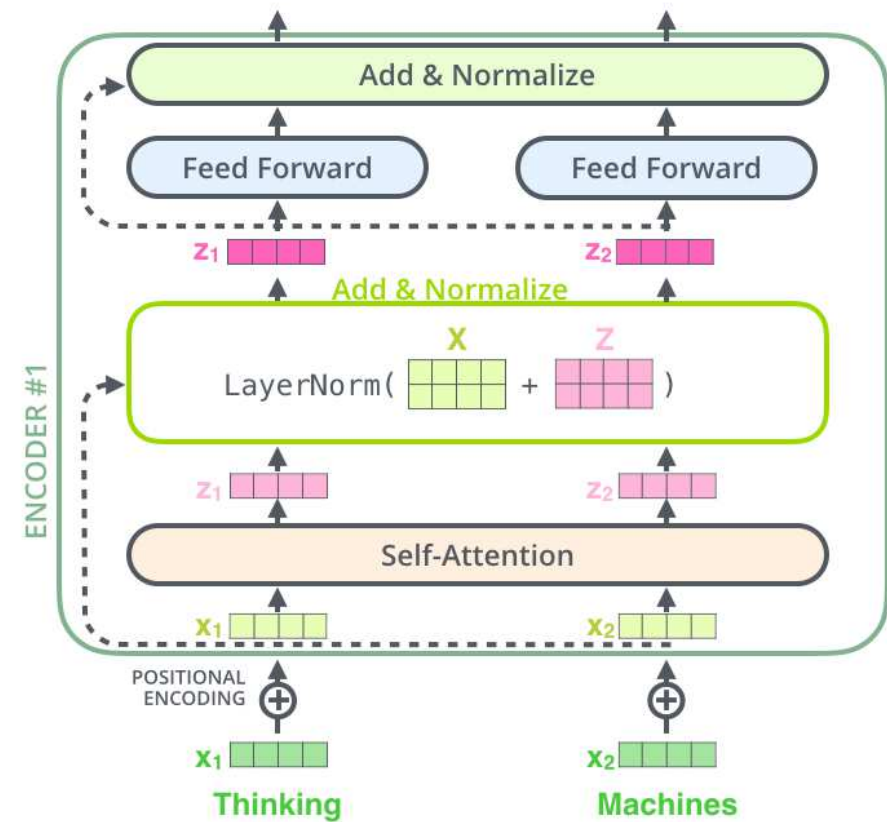 Add & Normalize
Feed Forward
Feed Forward
z₁
z₂
Add & Normalize
X
Z
LayerNorm( + )
ENCODER #1
z₁
z₂
Self-Attention
x₁
x₂
POSITIONAL
ENCODING
x₁
x₂
Thinking
Machines